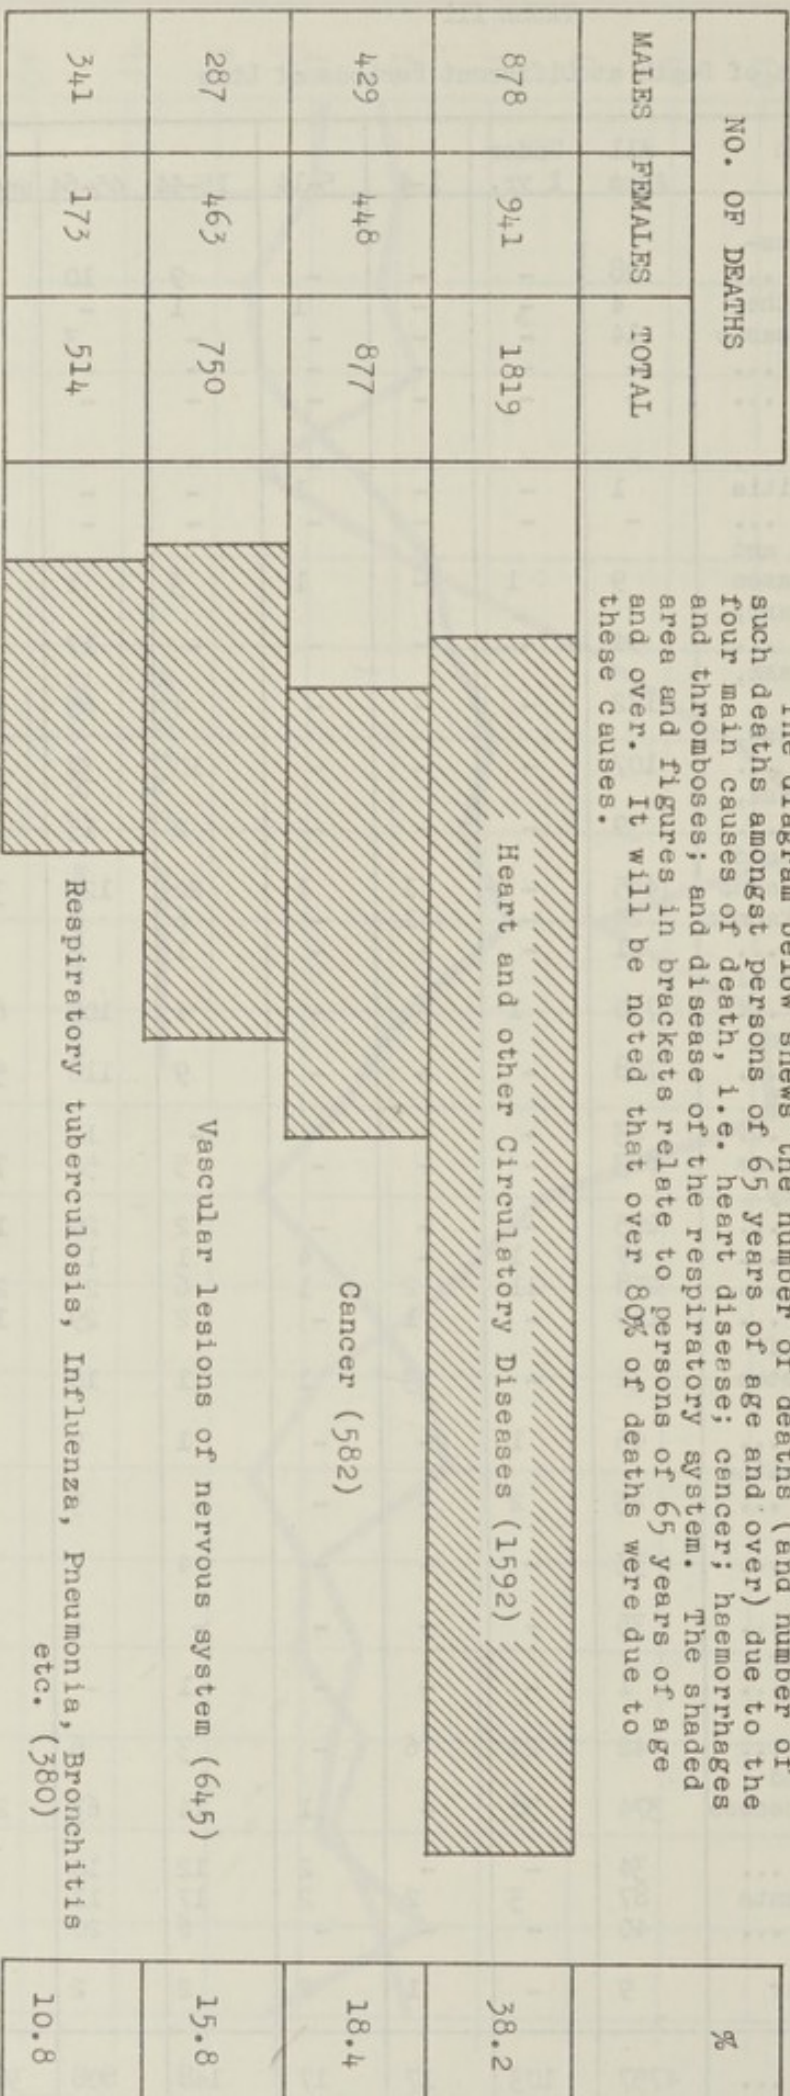 The diagram below shews the number of deaths (and number of
such deaths amongst persons of 65 years of age and over) due to the
four main causes of death, i.e. heart disease; cancer; haemorrhages
and thromboses; and disease of the respiratory system. The shaded
area and figures in brackets relate to persons of 65 years of age
and over. It will be noted that over 80% of deaths were due to
these causes.
NO. OF DEATHS %
MALES FEMALES TOTAL
878 941 1819 Heart and other Circulatory Diseases (1592) 38.2
429 448 877 Cancer (582) 18.4
287 463 750 Vascular lesions of nervous system (645) 15.8
341 173 514 Respiratory tuberculosis, Influenza, Pneumonia, Bronchitis 10.8
etc. (380)